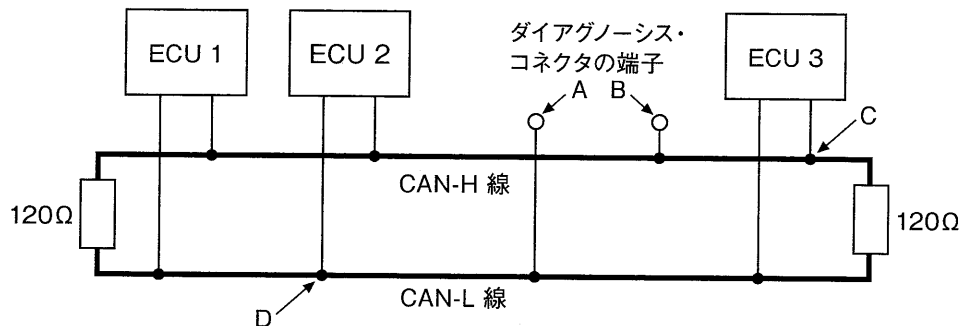 ECU 1
ECU 2
ダイアグノーシス・
コネクタの端子
A B
ECU 3
C
CAN-H 線
120Ω
120Ω
CAN-L 線
D